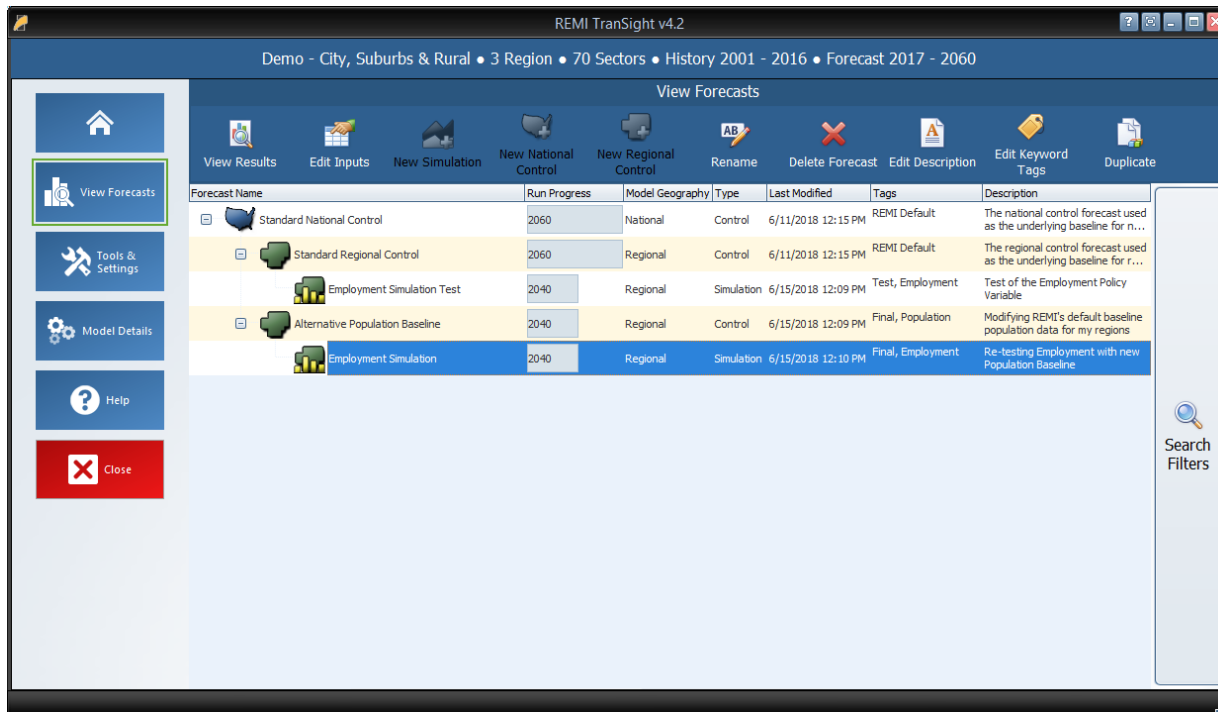 REMI TranSight v4.2
Demo - City, Suburbs & Rural ● 3 Region ● 70 Sectors ● History 2001 - 2016 ● Forecast 2017 - 2060
View Forecasts
Tools & Settings
Model Details
Help
Close
View Forecasts
View Results
Edit Inputs
New Simulation
New National
Control
New Regional
Control
AB
Rename
Delete Forecast
A
Edit Description
Edit Keyword
Tags
Duplicate
Forecast Name Run Progress Model Geography Type Last Modified Tags Description
Standard National Control 2060 National Control 6/11/2018 12:15 PM REMI Default The national control forecast used
as the underlying baseline for n...
Standard Regional Control 2060 Regional Control 6/11/2018 12:15 PM REMI Default The regional control forecast used
as the underlying baseline for r...
Employment Simulation Test 2040 Regional Simulation 6/15/2018 12:09 PM Test, Employment Test of the Employment Policy
Variable
Alternative Population Baseline 2040 Regional Control 6/15/2018 12:09 PM Final, Population Modifying REMI's default baseline
population data for my regions
Employment Simulation 2040 Regional Simulation 6/15/2018 12:10 PM Final, Employment Re-testing Employment with new
Population Baseline
Search
Filters